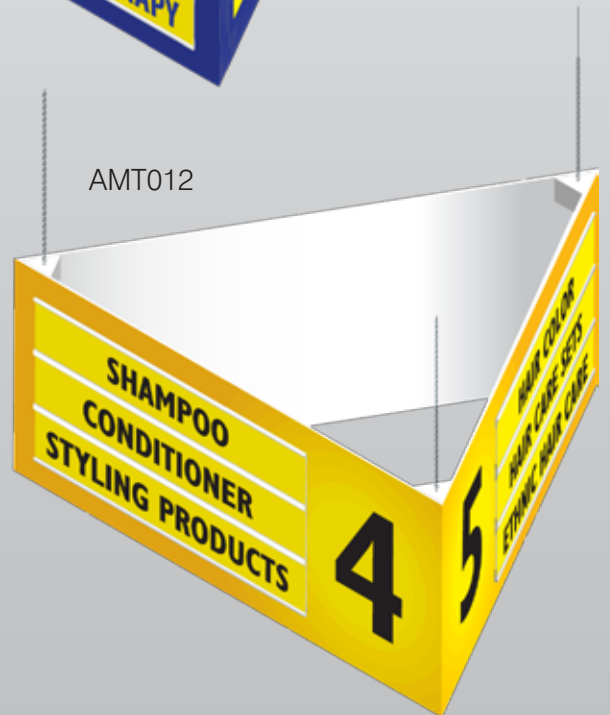 AMT012
SHAMPOO
CONDITIONER
STYLING PRODUCTS
4
5
HAIR COLOR
HAIR CARE SETS
ETHNIC HAIR CARE